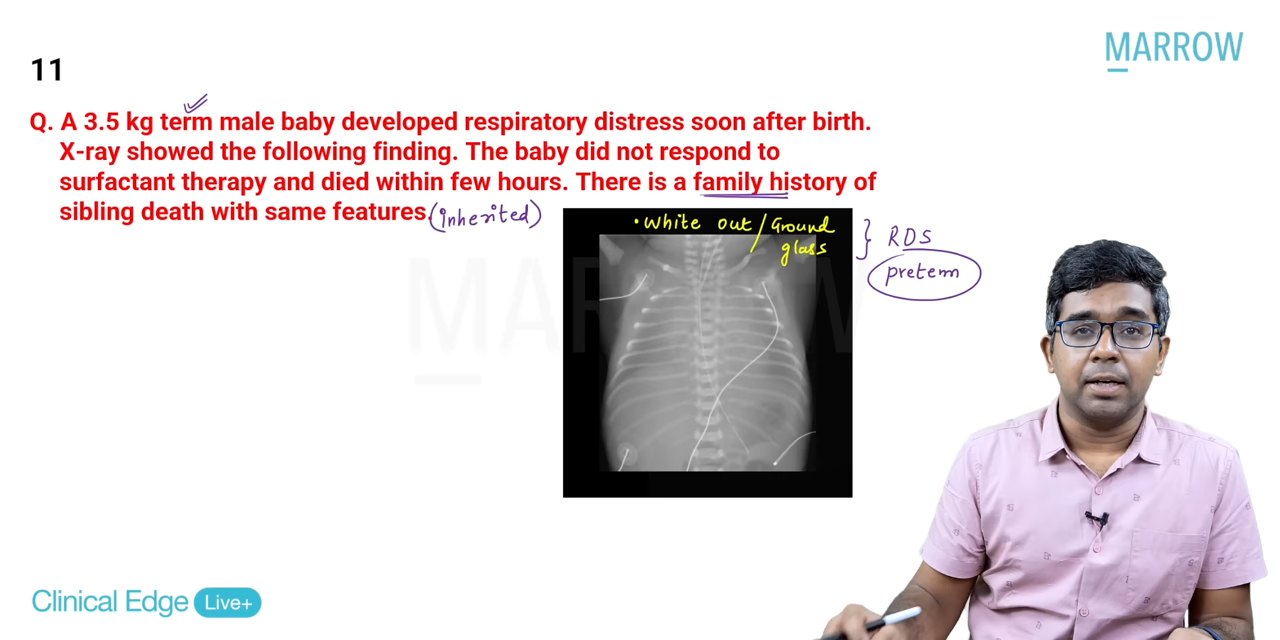 MARROW
11
Q. A 3.5 kg term male baby developed respiratory distress soon after birth.
X-ray showed the following finding. The baby did not respond to
surfactant therapy and died within few hours. There is a family history of
sibling death with same features.
(inherited)
• White out / Ground
glass
RDS
preterm
MARROW
Clinical Edge Live+